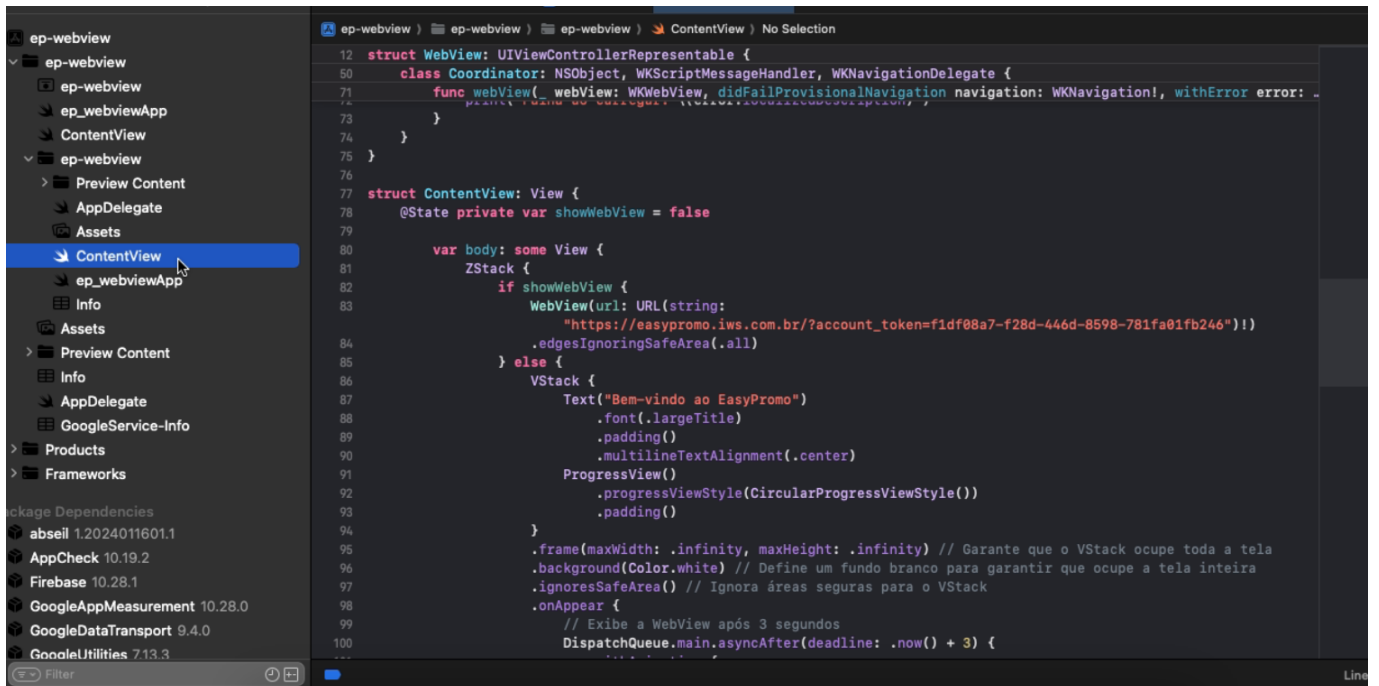 ep-webview
ep-webview
ep-webview
ep_webviewApp
ContentView
ep-webview
Preview Content
AppDelegate
Assets
ContentView
ep_webviewApp
Info
Assets
Preview Content
Info
AppDelegate
GoogleService-Info
Products
Frameworks
ckage Dependencies
abseil 1.2024011601.1
AppCheck 10.19.2
Firebase 10.28.1
GoogleAppMeasurement 10.28.0
GoogleDataTransport 9.4.0
GoogleUtilities 7.13.3
Filter
ep-webview ⟩ ep-webview ⟩ ep-webview ⟩ ContentView ⟩ No Selection
12 struct WebView: UIViewControllerRepresentable {
50 class Coordinator: NSObject, WKScriptMessageHandler, WKNavigationDelegate {
71 func webView(_ webView: WKWebView, didFailProvisionalNavigation navigation: WKNavigation!, withError error: …
73 }
74 }
75 }
76
77 struct ContentView: View {
78 @State private var showWebView = false
79
80 var body: some View {
81 ZStack {
82 if showWebView {
83 WebView(url: URL(string:
"https://easypromo.iws.com.br/?account_token=f1df08a7-f28d-446d-8598-781fa01fb246")!)
84 .edgesIgnoringSafeArea(.all)
85 } else {
86 VStack {
87 Text("Bem-vindo ao EasyPromo")
88 .font(.largeTitle)
89 .padding()
90 .multilineTextAlignment(.center)
91 ProgressView()
92 .progressViewStyle(CircularProgressViewStyle())
93 .padding()
94 }
95 .frame(maxWidth: .infinity, maxHeight: .infinity) // Garante que o VStack ocupe toda a tela
96 .background(Color.white) // Define um fundo branco para garantir que ocupe a tela inteira
97 .ignoresSafeArea() // Ignora áreas seguras para o VStack
98 .onAppear {
99 // Exibe a WebView após 3 segundos
100 DispatchQueue.main.asyncAfter(deadline: .now() + 3) {
Line